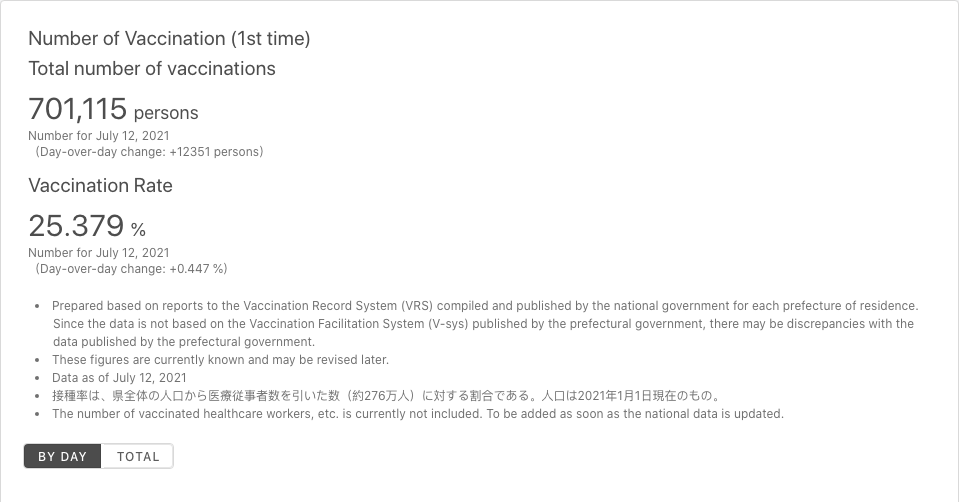 Number of Vaccination (1st time)
Total number of vaccinations
701,115 persons
Number for July 12, 2021
（Day-over-day change: +12351 persons）
Vaccination Rate
25.379 %
Number for July 12, 2021
（Day-over-day change: +0.447 %）
• Prepared based on reports to the Vaccination Record System (VRS) compiled and published by the national government for each prefecture of residence.
Since the data is not based on the Vaccination Facilitation System (V-sys) published by the prefectural government, there may be discrepancies with the
data published by the prefectural government.
• These figures are currently known and may be revised later.
• Data as of July 12, 2021
• 接種率は、県全体の人口から医療従事者数を引いた数（約276万人）に対する割合である。人口は2021年1月1日現在のもの。
• The number of vaccinated healthcare workers, etc. is currently not included. To be added as soon as the national data is updated.
BY DAY TOTAL